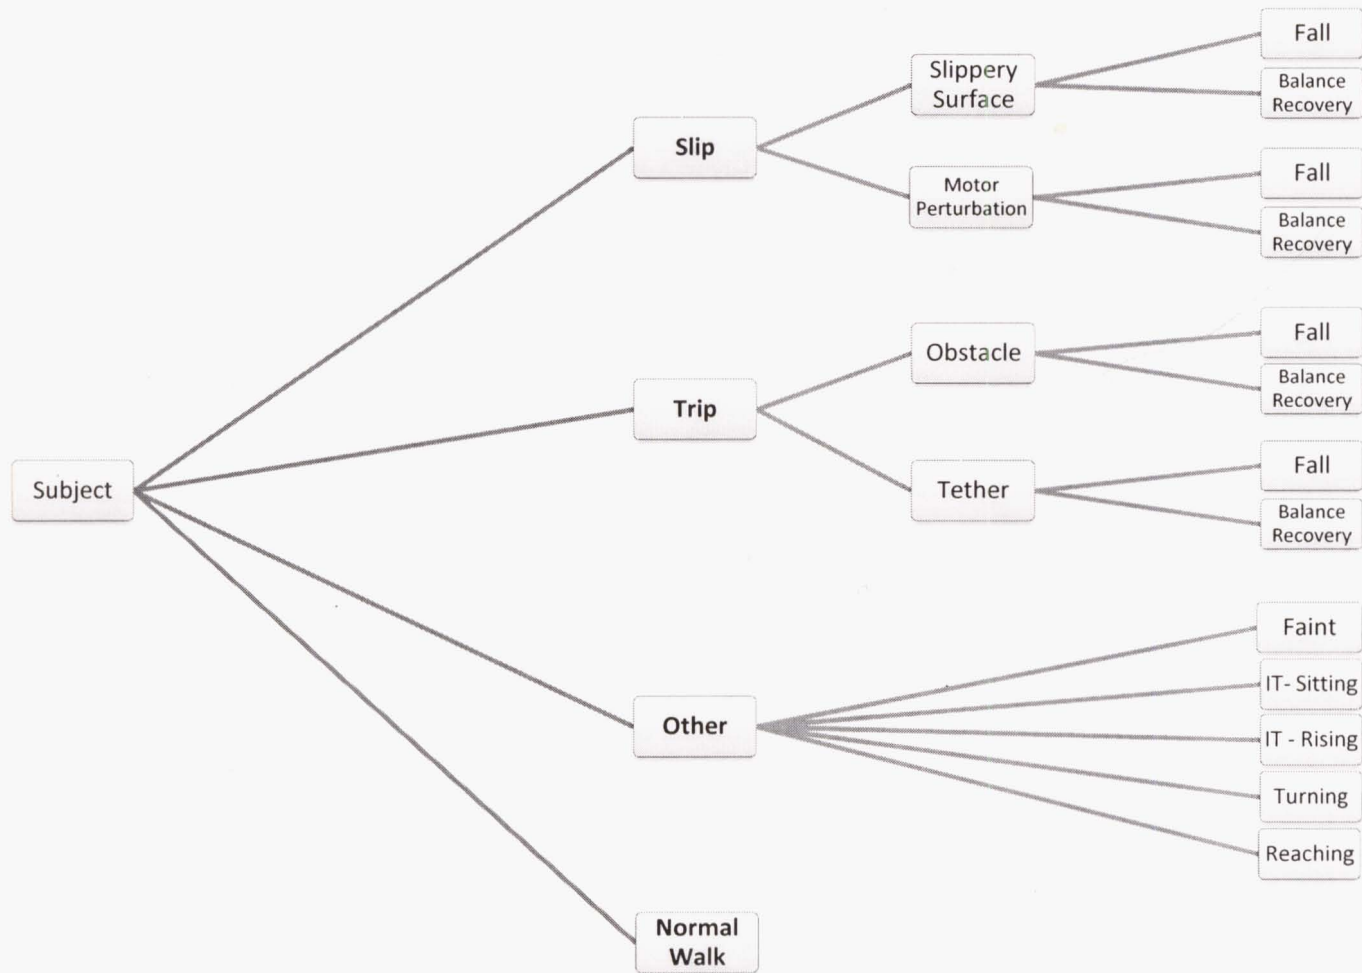 Subject
Slip
Slippery
Surface
Fall
Balance
Recovery
Motor
Perturbation
Fall
Balance
Recovery
Trip
Obstacle
Fall
Balance
Recovery
Tether
Fall
Balance
Recovery
Other
Faint
IT- Sitting
IT - Rising
Turning
Reaching
Normal
Walk